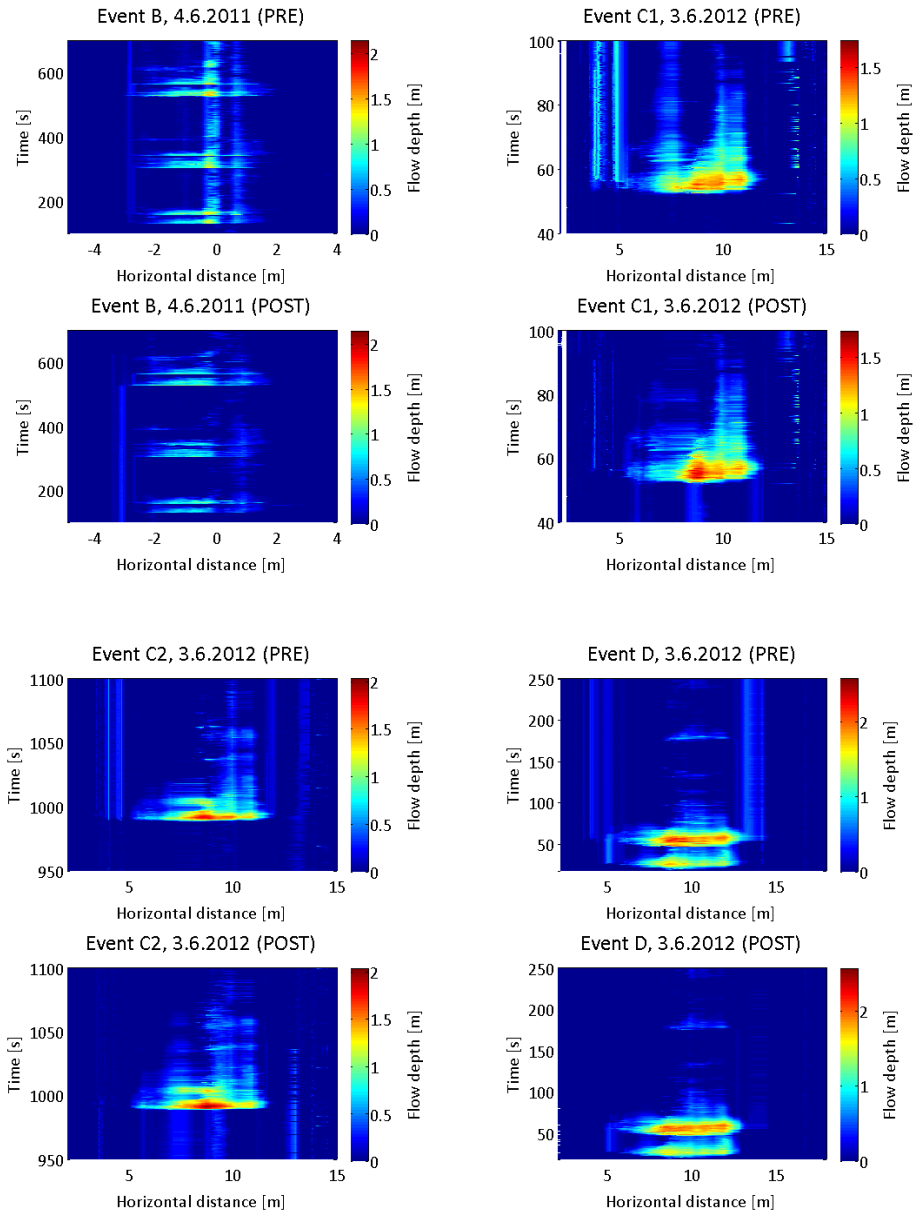 Event B, 4.6.2011 (PRE)
Time [s]
600
400
200
-4 -2 0 2 4
Horizontal distance [m]
2
1.5
1
0.5
0
Flow depth [m]
Event C1, 3.6.2012 (PRE)
Time [s]
100
80
60
40
5 10 15
Horizontal distance [m]
1.5
1
0.5
0
Flow depth [m]
Event B, 4.6.2011 (POST)
Time [s]
600
400
200
-4 -2 0 2 4
Horizontal distance [m]
2
1.5
1
0.5
0
Flow depth [m]
Event C1, 3.6.2012 (POST)
Time [s]
100
80
60
40
5 10 15
Horizontal distance [m]
1.5
1
0.5
0
Flow depth [m]
Event C2, 3.6.2012 (PRE)
Time [s]
1100
1050
1000
950
5 10 15
Horizontal distance [m]
2
1.5
1
0.5
0
Flow depth [m]
Event D, 3.6.2012 (PRE)
Time [s]
250
200
150
100
50
5 10 15
Horizontal distance [m]
2
1
0
Flow depth [m]
Event C2, 3.6.2012 (POST)
Time [s]
1100
1050
1000
950
5 10 15
Horizontal distance [m]
2
1.5
1
0.5
0
Flow depth [m]
Event D, 3.6.2012 (POST)
Time [s]
250
200
150
100
50
5 10 15
Horizontal distance [m]
2
1
0
Flow depth [m]